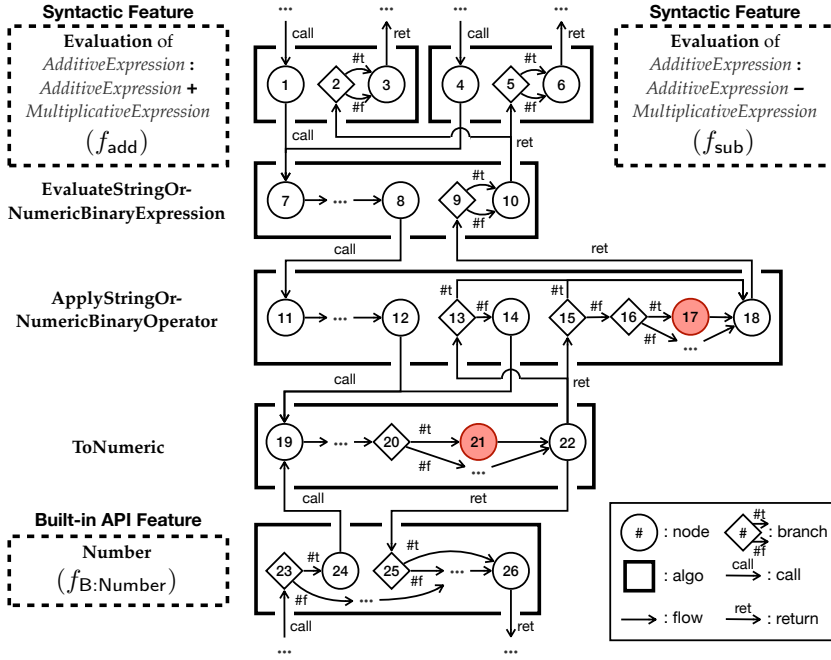 Syntactic Feature
Evaluation of
AdditiveExpression :
AdditiveExpression +
MultiplicativeExpression
(f_add)
... ... ... ...
call ret call ret
1 2 #t #f 3
4 5 #t #f 6
Syntactic Feature
Evaluation of
AdditiveExpression :
AdditiveExpression –
MultiplicativeExpression
(f_sub)
call ret
EvaluateStringOr-
NumericBinaryExpression
7 ... 8 9 #t #f 10
call ret
ApplyStringOr-
NumericBinaryOperator
11 ... 12 #t 13 #f 14 #t 15 #f 16 #t 17 18
#f ...
call ret
ToNumeric
19 ... 20 #t 21 22
#f ...
call ret
Built-in API Feature
Number
(f_B:Number)
23 #t 24 #t 25 #f ... 26
#f ...
call ret
... ...
# : node # #t #f : branch
: algo call : call
: flow ret : return